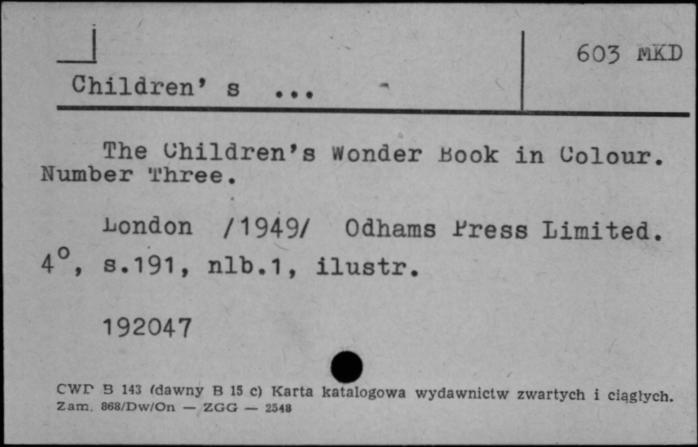 603 MKD
Children's ...
The Children's Wonder Book in Colour.
Number Three.
London /1949/ Odhams Press Limited.
4°, s.191, nlb.1, ilustr.
192047
CWD B 143 (dawny B 15 c) Karta katalogowa wydawnictw zwartych i ciągłych.
Zam. 868/Dw/On — ZGG — 2548